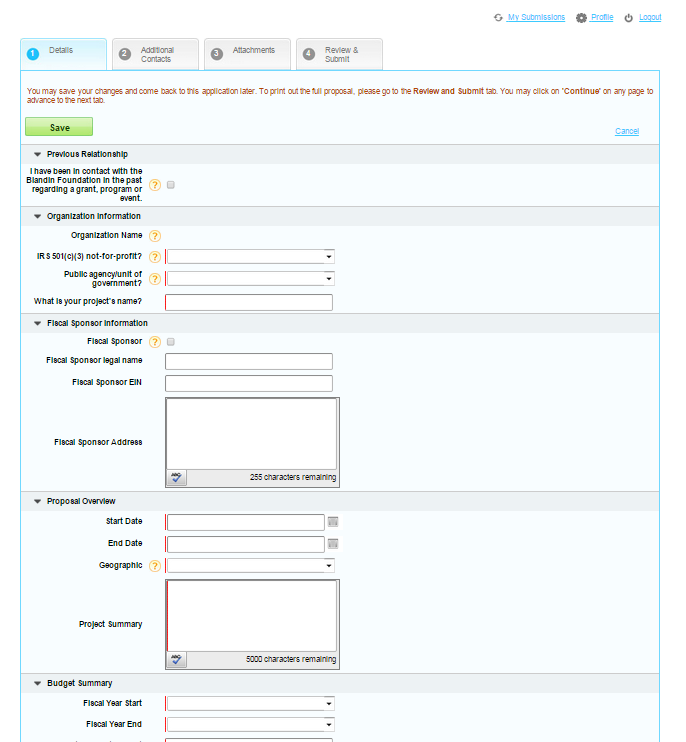 My Submissions Profile Logout
1 Details
2 Additional Contacts
3 Attachments
4 Review & Submit
You may save your changes and come back to this application later. To print out the full proposal, please go to the Review and Submit tab. You may click on 'Continue' on any page to
advance to the next tab.
Save
Cancel
Previous Relationship
I have been in contact with the
Blandin Foundation in the past
regarding a grant, program or
event.
?
Organization Information
Organization Name ?
IRS 501(c)(3) not-for-profit? ?
Public agency/unit of
government? ?
What is your project's name?
Fiscal Sponsor Information
Fiscal Sponsor ?
Fiscal Sponsor legal name
Fiscal Sponsor EIN
Fiscal Sponsor Address
ABC 255 characters remaining
Proposal Overview
Start Date
End Date
Geographic ?
Project Summary
ABC 5000 characters remaining
Budget Summary
Fiscal Year Start
Fiscal Year End